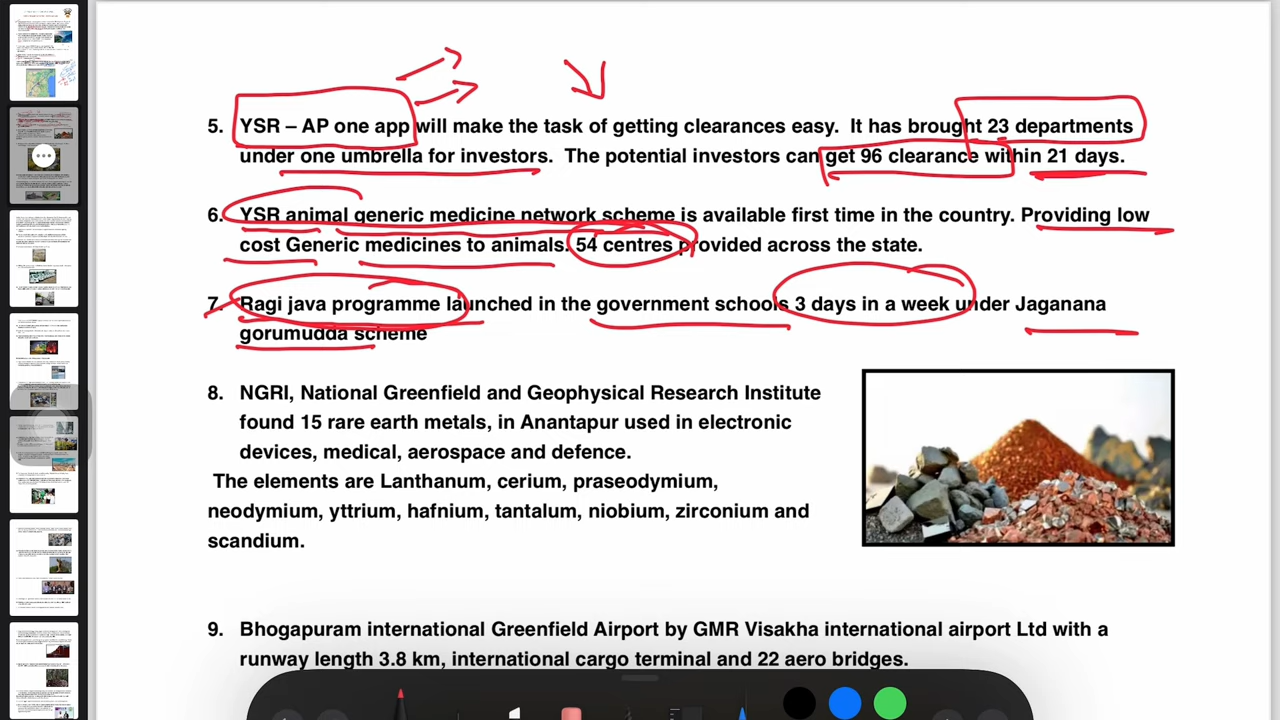 5. YSR – AP one app will make the task of getting clearances easy. It has brought 23 departments
under one umbrella for investors. The potential investors can get 96 clearance within 21 days.
6. YSR animal generic medicine network scheme is available first time in the country. Providing low
cost Generic medicines to animals. 54 centres provided across the state.
7. Ragi java programme launched in the government schools 3 days in a week under Jaganana
gorumudda scheme
8. NGRI, National Greenfield and Geophysical Research Institute
found 15 rare earth metals, in Anantapur used in electronic
devices, medical, aerospace and defence.
The elements are Lanthanum, cerium, praseodymium,
neodymium, yttrium, hafnium, tantalum, niobium, zirconium and
scandium.
9. Bhogapuram international Greenfield Airport by GMR visakha international airport Ltd with a
runway length 3.8 km, international cargo terminal and 22 aero bridges.